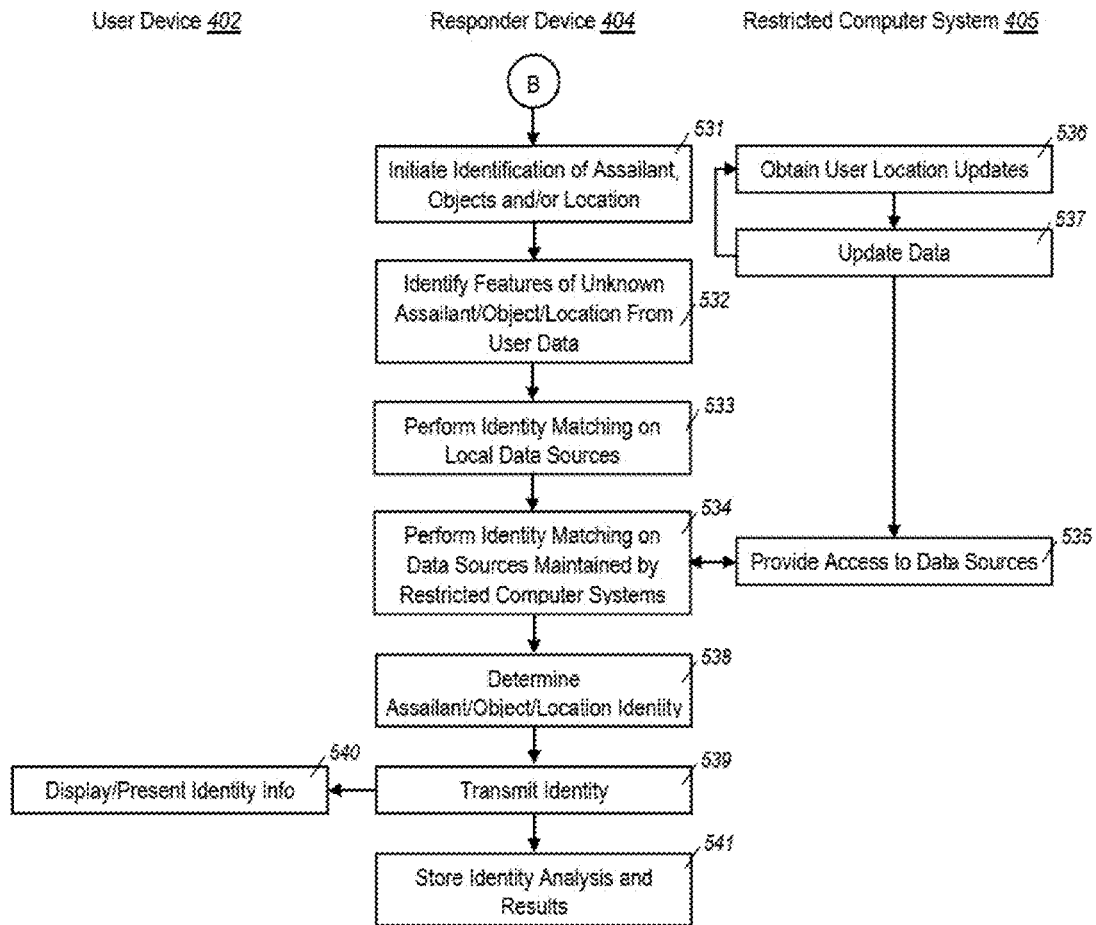 User Device 402
Responder Device 404
Restricted Computer System 405
B
531
Initiate Identification of Assailant,
Objects and/or Location
536
Obtain User Location Updates
537
Update Data
532
Identify Features of Unknown
Assailant/Object/Location From
User Data
533
Perform Identity Matching on
Local Data Sources
534
Perform Identity Matching on
Data Sources Maintained by
Restricted Computer Systems
535
Provide Access to Data Sources
538
Determine
Assailant/Object/Location Identity
540
Display/Present Identity Info
539
Transmit Identity
541
Store Identity Analysis and
Results